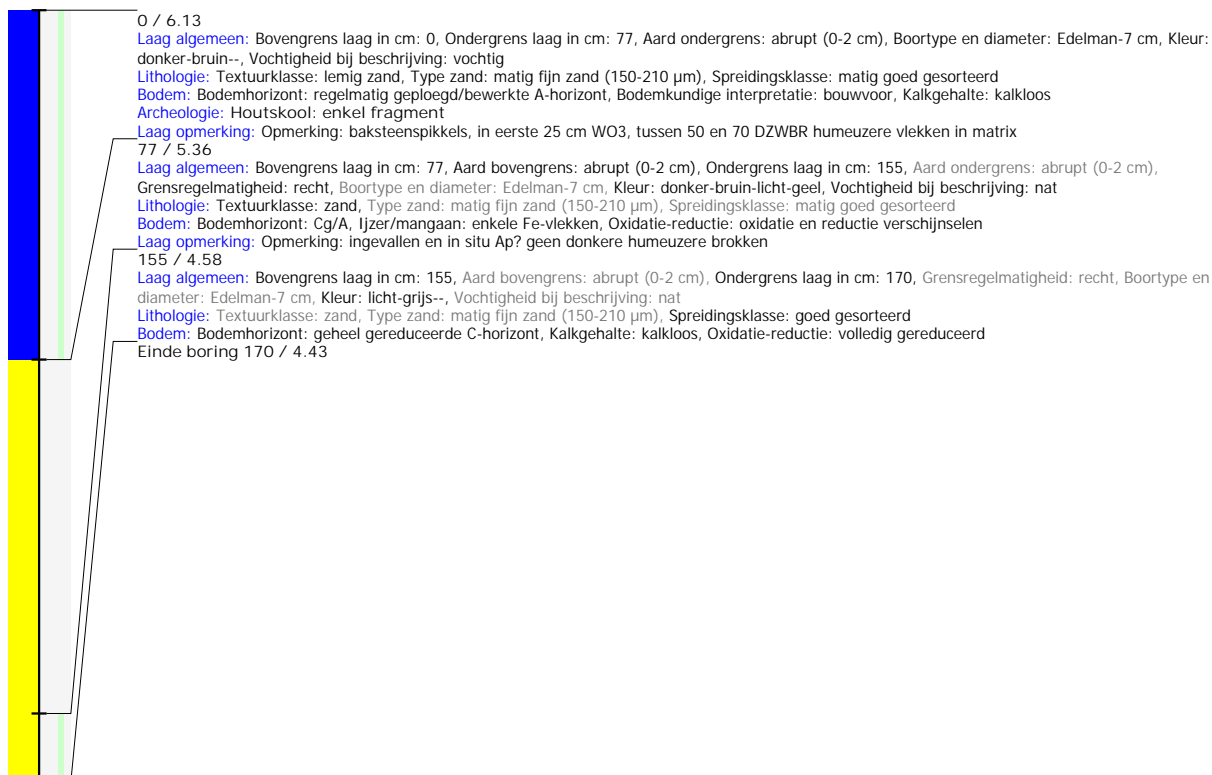 0 / 6.13
Laag algemeen: Bovengrens laag in cm: 0, Ondergrens laag in cm: 77, Aard ondergrens: abrupt (0-2 cm), Boortype en diameter: Edelman-7 cm, Kleur:
donker-bruin--, Vochtigheid bij beschrijving: vochtig
Lithologie: Textuurklasse: lemig zand, Type zand: matig fijn zand (150-210 µm), Spreidingsklasse: matig goed gesorteerd
Bodem: Bodemhorizont: regelmatig geploegd/bewerkte A-horizont, Bodemkundige interpretatie: bouwvoor, Kalkgehalte: kalkloos
Archeologie: Houtskool: enkel fragment
Laag opmerking: Opmerking: baksteenspikkels, in eerste 25 cm WO3, tussen 50 en 70 DZWBR humeuzere vlekken in matrix
77 / 5.36
Laag algemeen: Bovengrens laag in cm: 77, Aard bovengrens: abrupt (0-2 cm), Ondergrens laag in cm: 155, Aard ondergrens: abrupt (0-2 cm),
Grensregelmatigheid: recht, Boortype en diameter: Edelman-7 cm, Kleur: donker-bruin-licht-geel, Vochtigheid bij beschrijving: nat
Lithologie: Textuurklasse: zand, Type zand: matig fijn zand (150-210 µm), Spreidingsklasse: matig goed gesorteerd
Bodem: Bodemhorizont: Cg/A, Ijzer/mangaan: enkele Fe-vlekken, Oxidatie-reductie: oxidatie en reductie verschijnselen
Laag opmerking: Opmerking: ingevallen en in situ Ap? geen donkere humeuzere brokken
155 / 4.58
Laag algemeen: Bovengrens laag in cm: 155, Aard bovengrens: abrupt (0-2 cm), Ondergrens laag in cm: 170, Grensregelmatigheid: recht, Boortype en
diameter: Edelman-7 cm, Kleur: licht-grijs--, Vochtigheid bij beschrijving: nat
Lithologie: Textuurklasse: zand, Type zand: matig fijn zand (150-210 µm), Spreidingsklasse: goed gesorteerd
Bodem: Bodemhorizont: geheel gereduceerde C-horizont, Kalkgehalte: kalkloos, Oxidatie-reductie: volledig gereduceerd
Einde boring 170 / 4.43